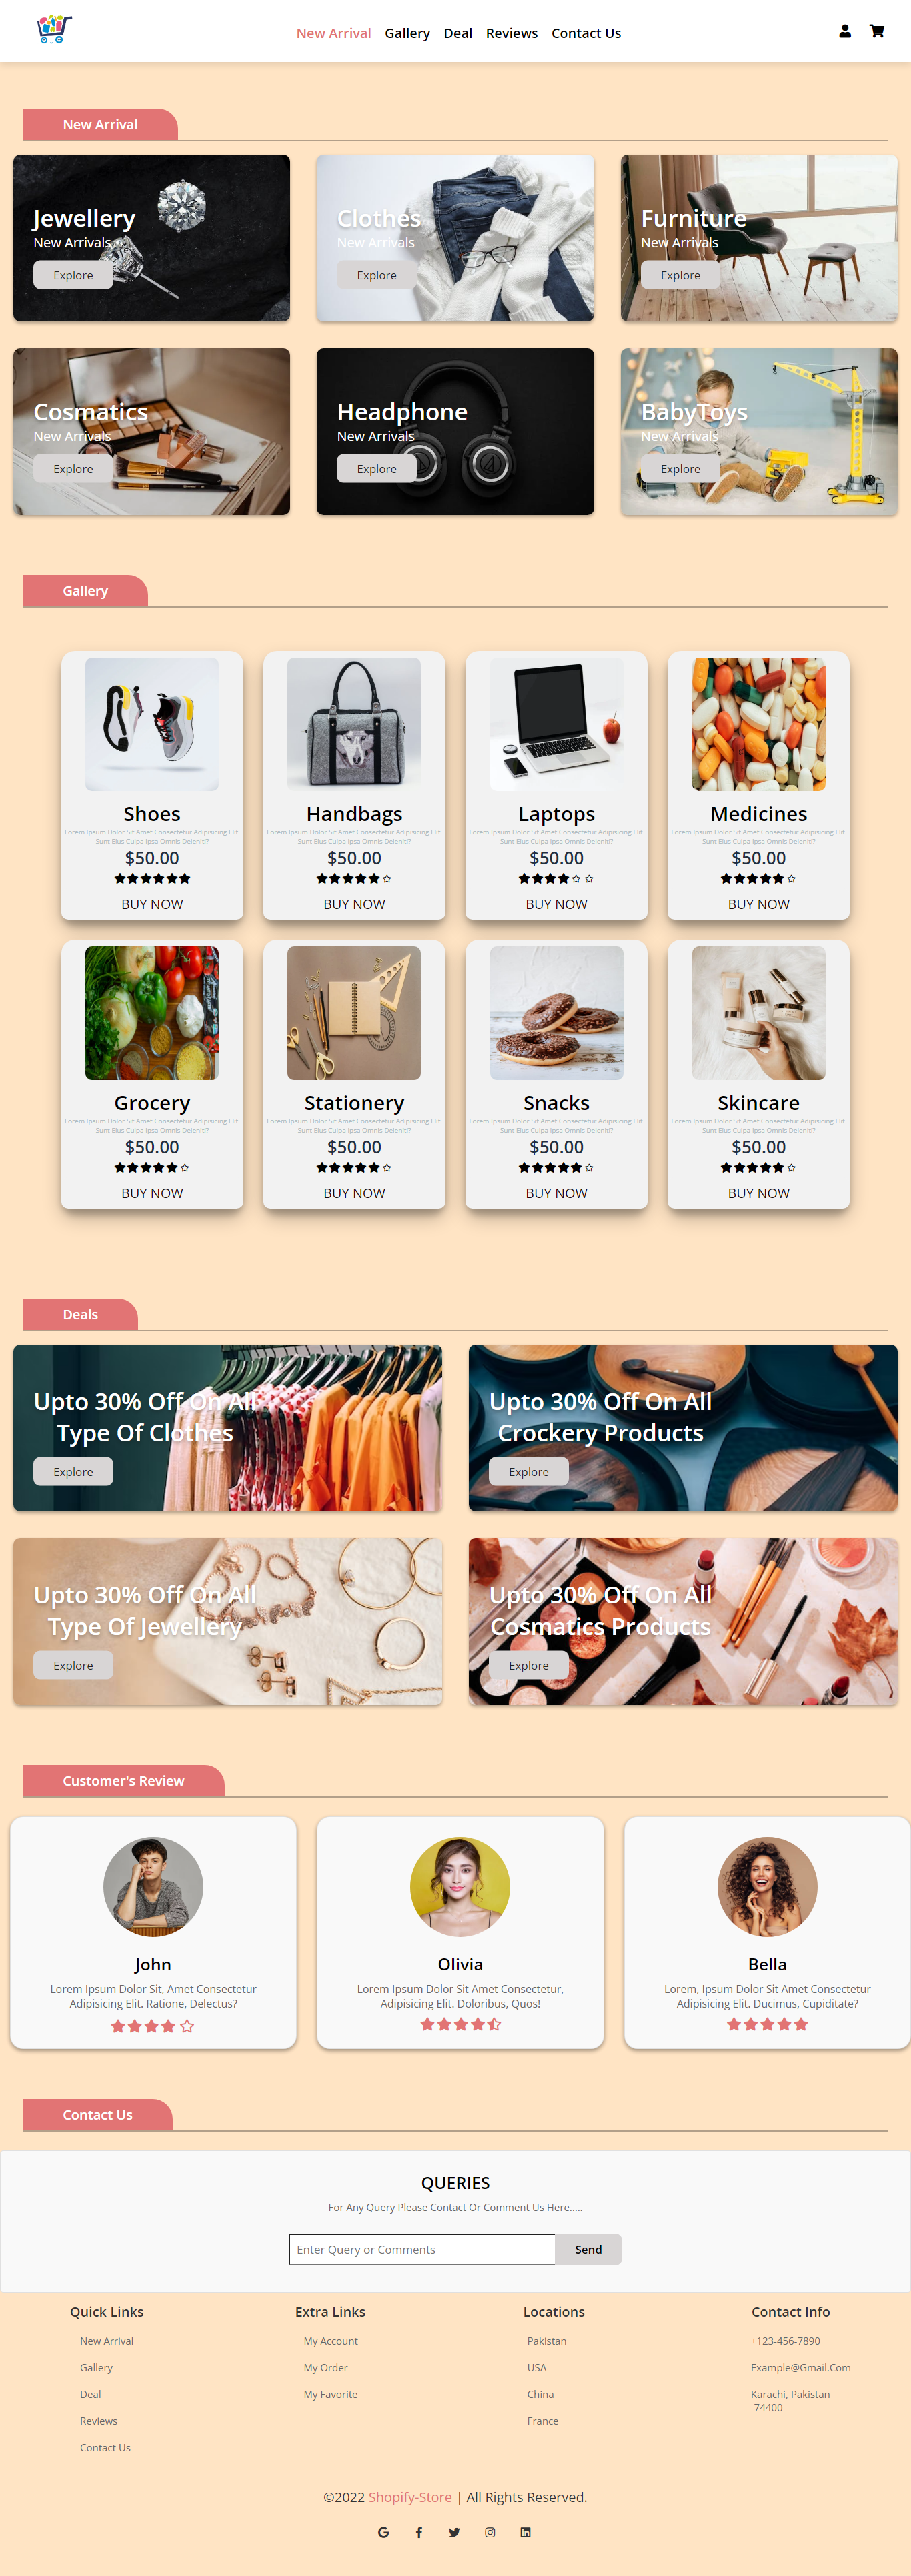 New Arrival Gallery Deal Reviews Contact Us
New Arrival
Jewellery
New Arrivals
Explore
Clothes
New Arrivals
Explore
Furniture
New Arrivals
Explore
Cosmatics
New Arrivals
Explore
Headphone
New Arrivals
Explore
BabyToys
New Arrivals
Explore
Gallery
Shoes
Lorem Ipsum Dolor Sit Amet Consectetur Adipisicing Elit.
Sunt Eius Culpa Ipsa Omnis Deleniti?
$50.00
BUY NOW
Handbags
Lorem Ipsum Dolor Sit Amet Consectetur Adipisicing Elit.
Sunt Eius Culpa Ipsa Omnis Deleniti?
$50.00
BUY NOW
Laptops
Lorem Ipsum Dolor Sit Amet Consectetur Adipisicing Elit.
Sunt Eius Culpa Ipsa Omnis Deleniti?
$50.00
BUY NOW
Medicines
Lorem Ipsum Dolor Sit Amet Consectetur Adipisicing Elit.
Sunt Eius Culpa Ipsa Omnis Deleniti?
$50.00
BUY NOW
Grocery
Lorem Ipsum Dolor Sit Amet Consectetur Adipisicing Elit.
Sunt Eius Culpa Ipsa Omnis Deleniti?
$50.00
BUY NOW
Stationery
Lorem Ipsum Dolor Sit Amet Consectetur Adipisicing Elit.
Sunt Eius Culpa Ipsa Omnis Deleniti?
$50.00
BUY NOW
Snacks
Lorem Ipsum Dolor Sit Amet Consectetur Adipisicing Elit.
Sunt Eius Culpa Ipsa Omnis Deleniti?
$50.00
BUY NOW
Skincare
Lorem Ipsum Dolor Sit Amet Consectetur Adipisicing Elit.
Sunt Eius Culpa Ipsa Omnis Deleniti?
$50.00
BUY NOW
Deals
Upto 30% Off On All
Type Of Clothes
Explore
Upto 30% Off On All
Crockery Products
Explore
Upto 30% Off On All
Type Of Jewellery
Explore
Upto 30% Off On All
Cosmatics Products
Explore
Customer's Review
John
Lorem Ipsum Dolor Sit, Amet Consectetur
Adipisicing Elit. Ratione, Delectus?
Olivia
Lorem Ipsum Dolor Sit Amet Consectetur,
Adipisicing Elit. Doloribus, Quos!
Bella
Lorem, Ipsum Dolor Sit Amet Consectetur
Adipisicing Elit. Ducimus, Cupiditate?
Contact Us
QUERIES
For Any Query Please Contact Or Comment Us Here.....
Enter Query or Comments
Send
Quick Links
New Arrival
Gallery
Deal
Reviews
Contact Us
Extra Links
My Account
My Order
My Favorite
Locations
Pakistan
USA
China
France
Contact Info
+123-456-7890
Example@Gmail.Com
Karachi, Pakistan
-74400
©2022 Shopify-Store | All Rights Reserved.